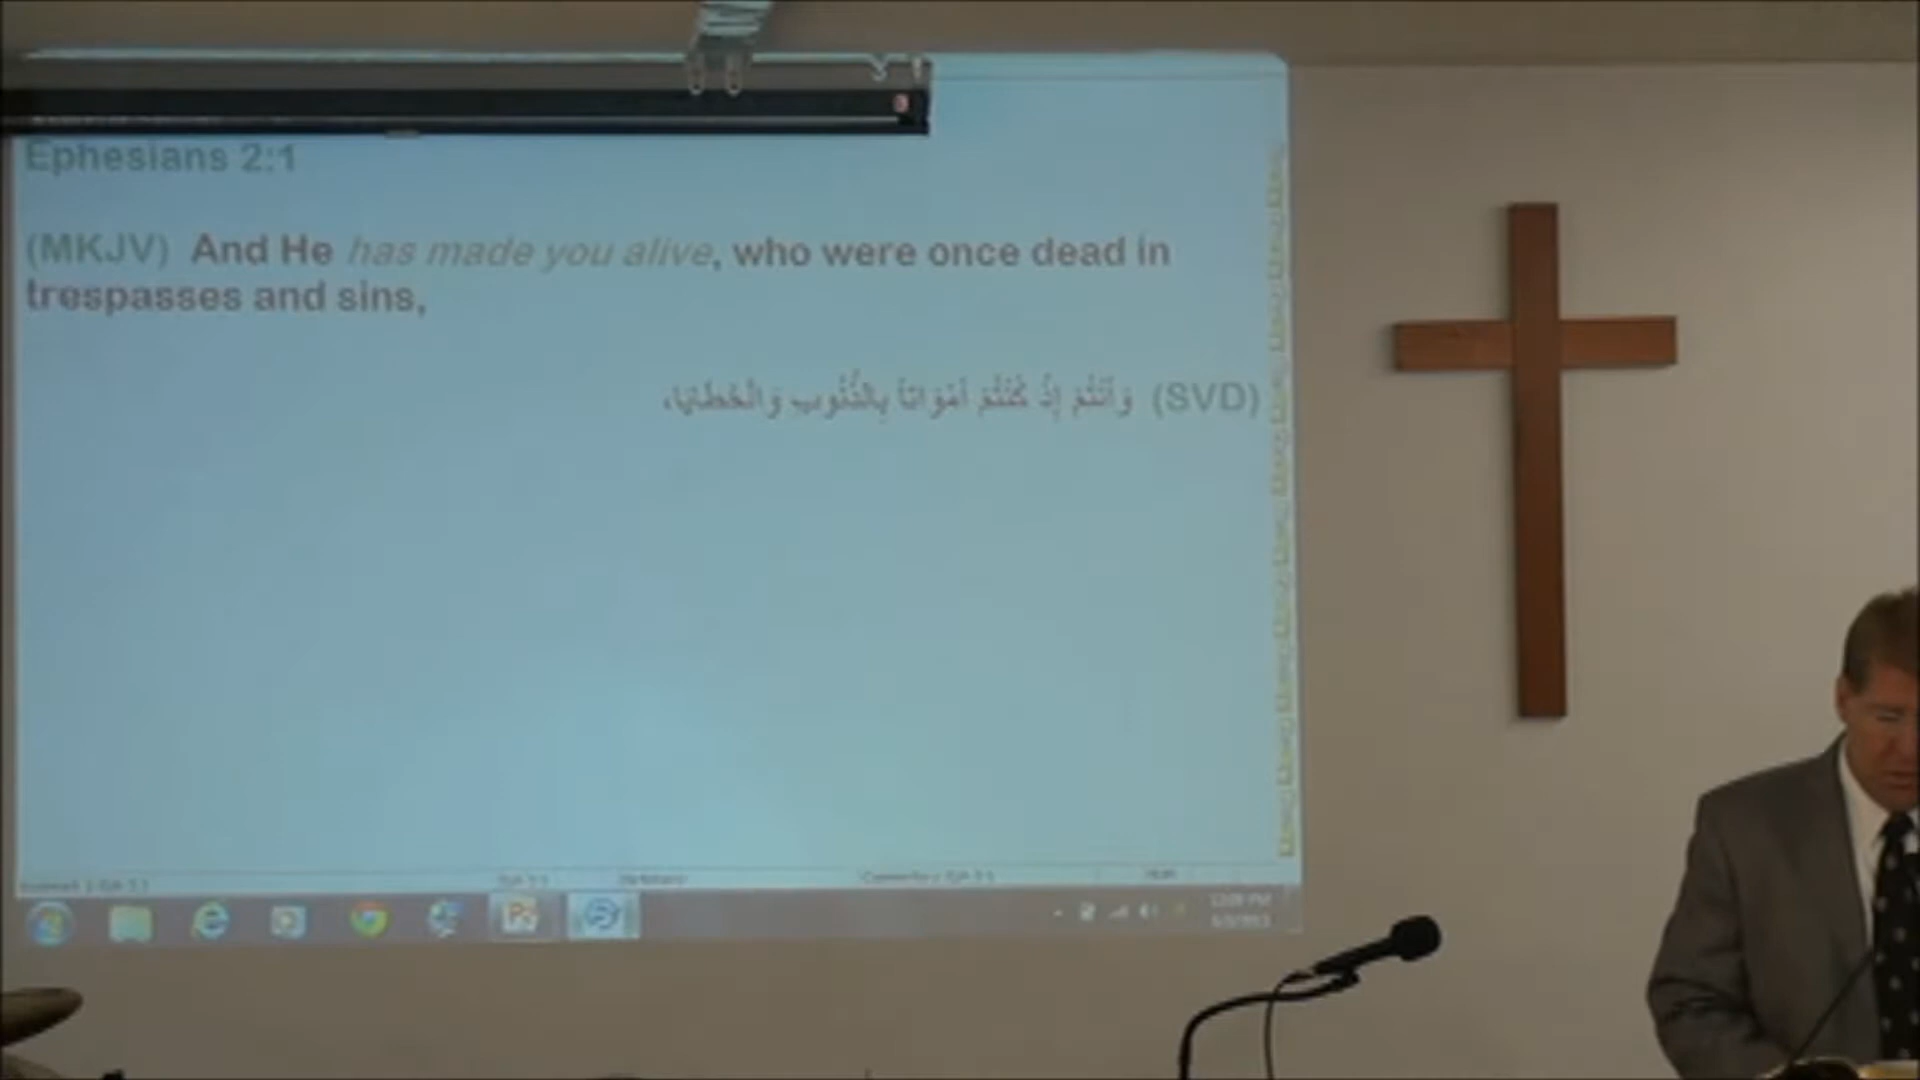 Ephesians 2:1
(MKJV) And He has made you alive, who were once dead in
trespasses and sins,
(SVD) وَأَنْتُمْ إِذْ كُنْتُمْ أَمْوَاتاً بِالذُّنُوبِ وَالْخَطَايَا،